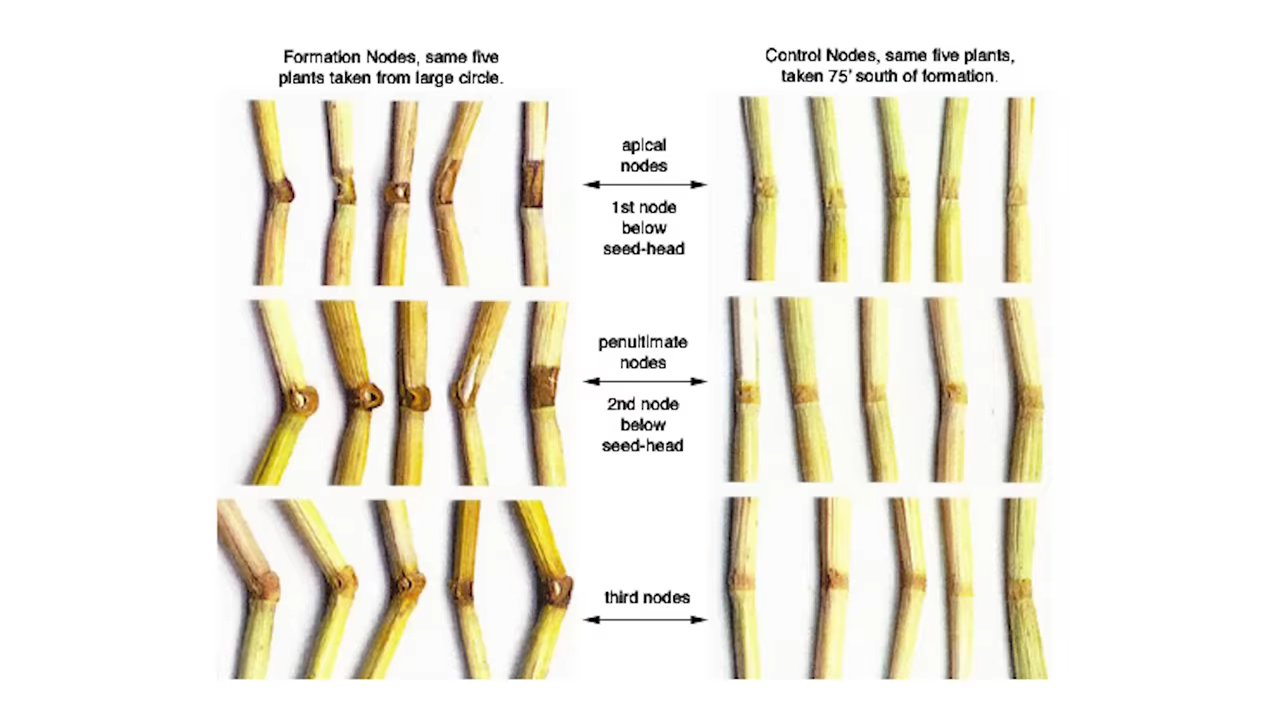 Formation Nodes, same five
plants taken from large circle.
Control Nodes, same five plants,
taken 75' south of formation.
apical
nodes
1st node
below
seed-head
penultimate
nodes
2nd node
below
seed-head
third nodes